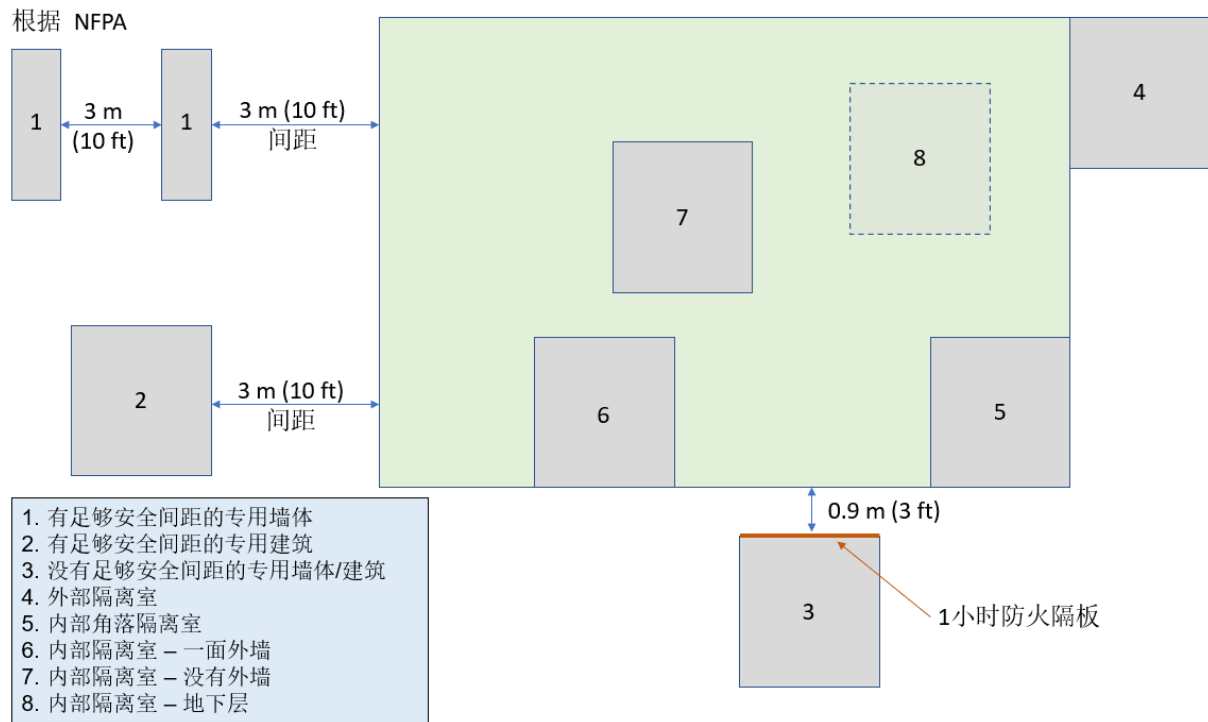 根据 NFPA
1
3 m
(10 ft)
1
3 m (10 ft)
间距
4
8
7
2
3 m (10 ft)
间距
6
5
0.9 m (3 ft)
3
1小时防火隔板
1. 有足够安全间距的专用墙体
2. 有足够安全间距的专用建筑
3. 没有足够安全间距的专用墙体/建筑
4. 外部隔离室
5. 内部角落隔离室
6. 内部隔离室 – 一面外墙
7. 内部隔离室 – 没有外墙
8. 内部隔离室 – 地下层